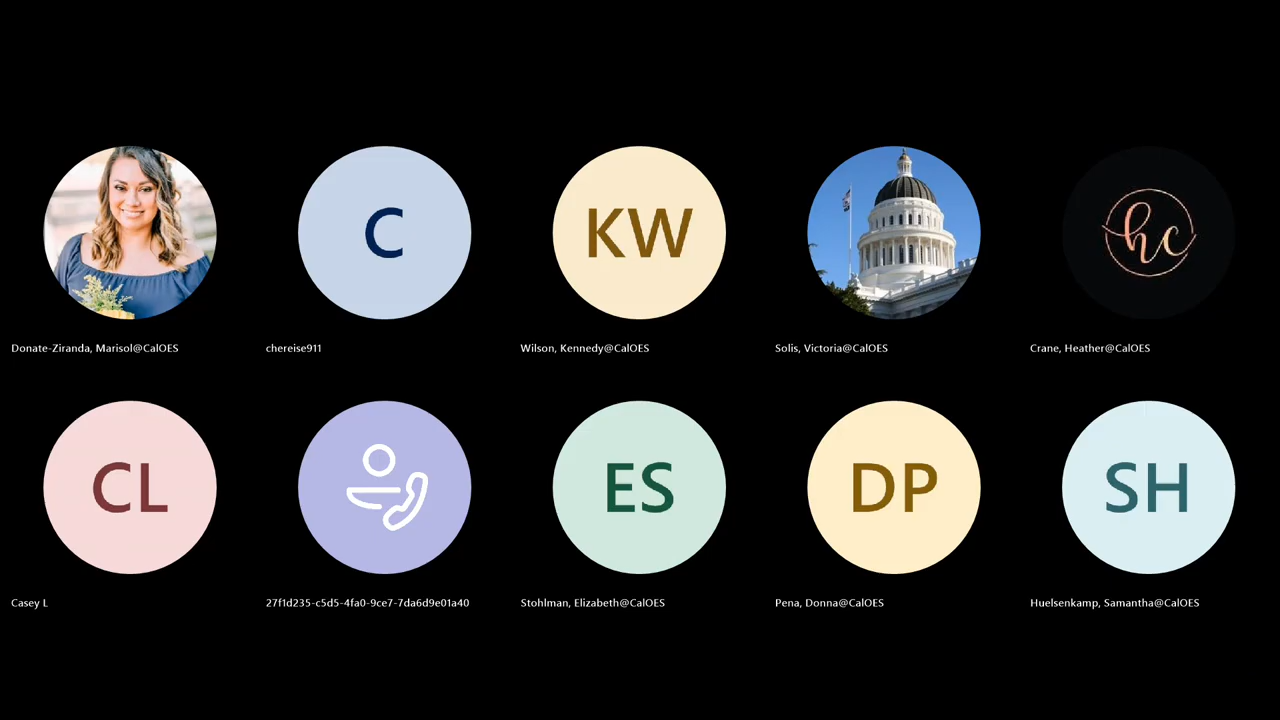 C
KW
hc
Donate-Ziranda, Marisol@CalOES
chereise911
Wilson, Kennedy@CalOES
Solis, Victoria@CalOES
Crane, Heather@CalOES
CL
ES
DP
SH
Casey L
27f1d235-c5d5-4fa0-9ce7-7da6d9e01a40
Stohlman, Elizabeth@CalOES
Pena, Donna@CalOES
Huelsenkamp, Samantha@CalOES